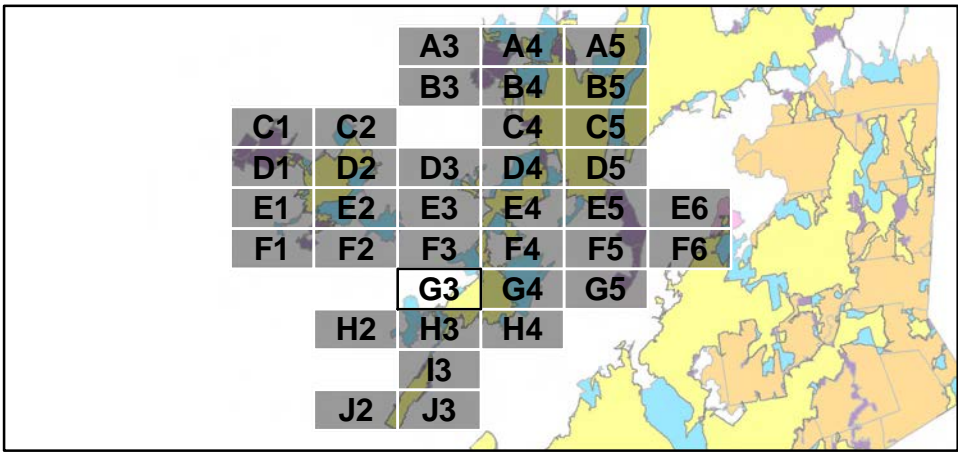 A3 A4 A5
B3 B4 B5
C1 C2 C4 C5
D1 D2 D3 D4 D5
E1 E2 E3 E4 E5 E6
F1 F2 F3 F4 F5 F6
G3 G4 G5
H2 H3 H4
I3
J2 J3